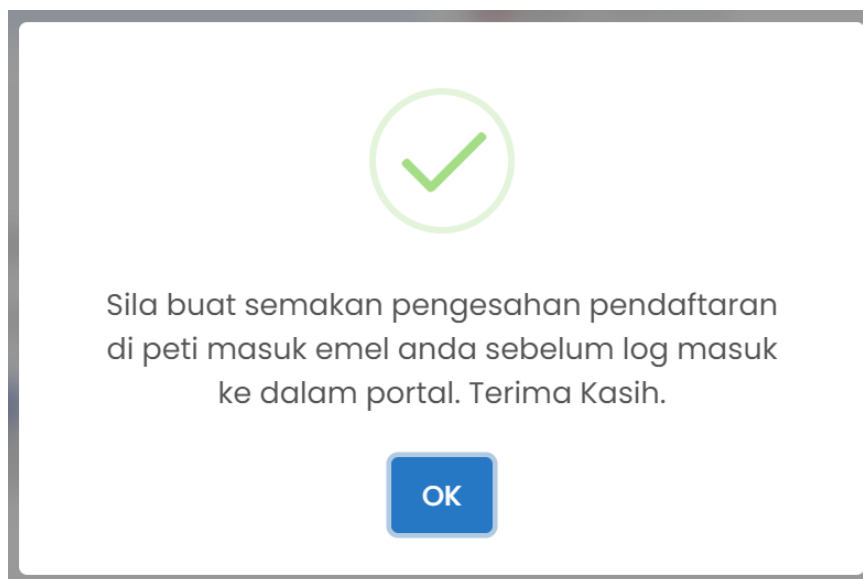 Sila buat semakan pengesahan pendaftaran
di peti masuk emel anda sebelum log masuk
ke dalam portal. Terima Kasih.
OK